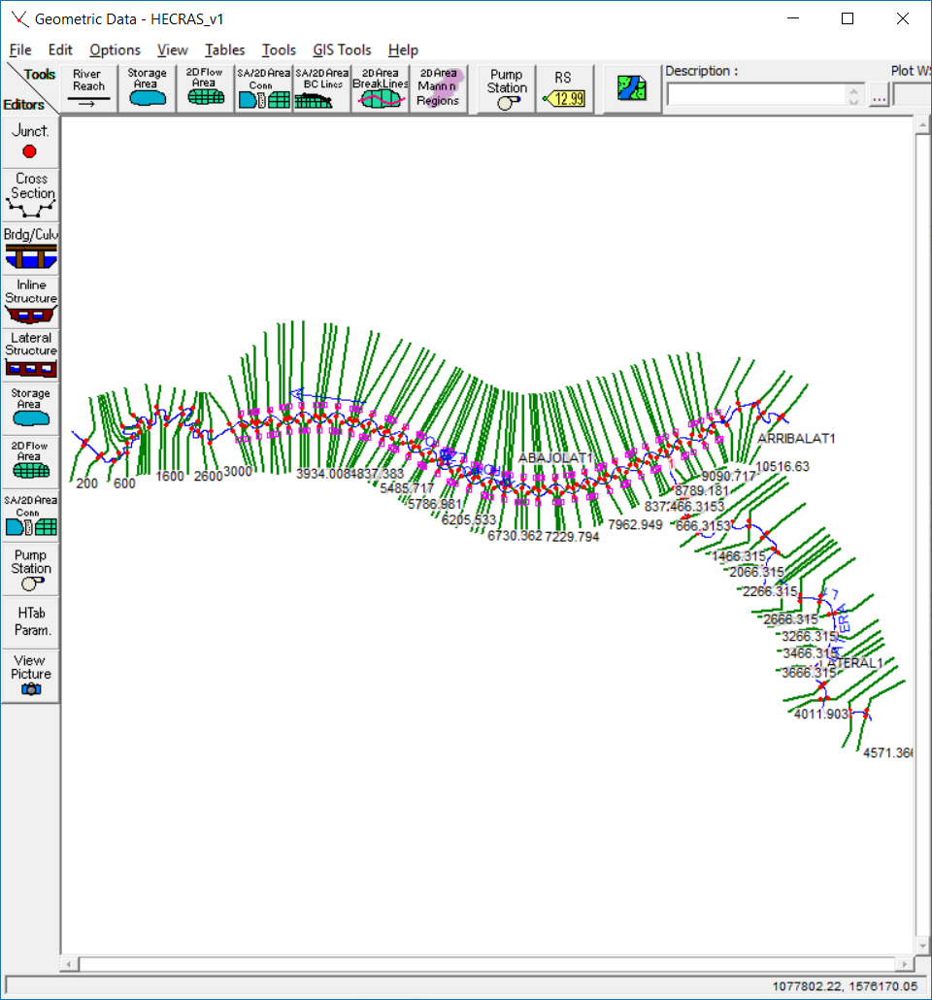 Geometric Data - HECRAS_v1
File Edit Options View Tables Tools GIS Tools Help
Tools
Editors
River
Reach
Storage
Area
2D Flow
Area
SA/2D Area
Conn
SA/2D Area
BC Lines
2D Area
BreakLines
2D Area
Mann n
Regions
Pump
Station
RS
12.99
Description :
...
Plot WS
Junct.
Cross
Section
Brdg/Culv
Inline
Structure
Lateral
Structure
Storage
Area
2D Flow
Area
SA/2D Area
Conn
Pump
Station
HTab
Param.
View
Picture
ARRIBALAT1
ABAJOLAT1
200
600
1600
2600
3000
3934.008
4837.383
5485.717
5786.981
6205.533
6730.362
7229.794
7962.949
837
466.3153
8789.181
9090.717
10516.63
666.3153
1466.315
2066.315
2266.315
2666.315
3266.315
3466.315
3666.315
LATERAL1
4011.903
4571.366
1077802.22, 1576170.05